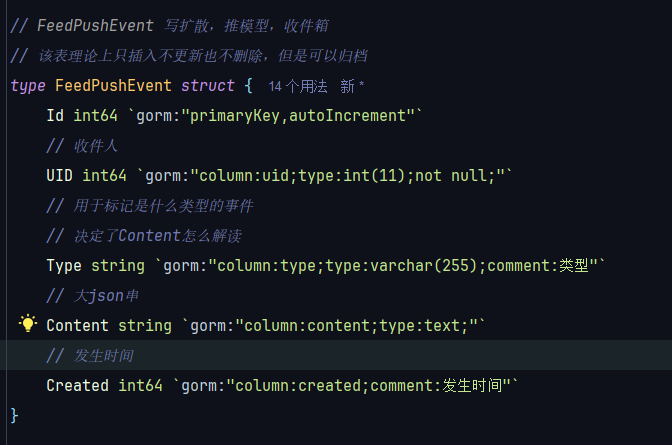 // FeedPushEvent 写扩散，推模型，收件箱
// 该表理论上只插入不更新也不删除，但是可以归档
type FeedPushEvent struct { 14 个用法 新 *
Id int64 `gorm:"primaryKey,autoIncrement"`
// 收件人
UID int64 `gorm:"column:uid;type:int(11);not null;"`
// 用于标记是什么类型的事件
// 决定了Content怎么解读
Type string `gorm:"column:type;type:varchar(255);comment:类型"`
// 大json串
Content string `gorm:"column:content;type:text;"`
// 发生时间
Created int64 `gorm:"column:created;comment:发生时间"`
}